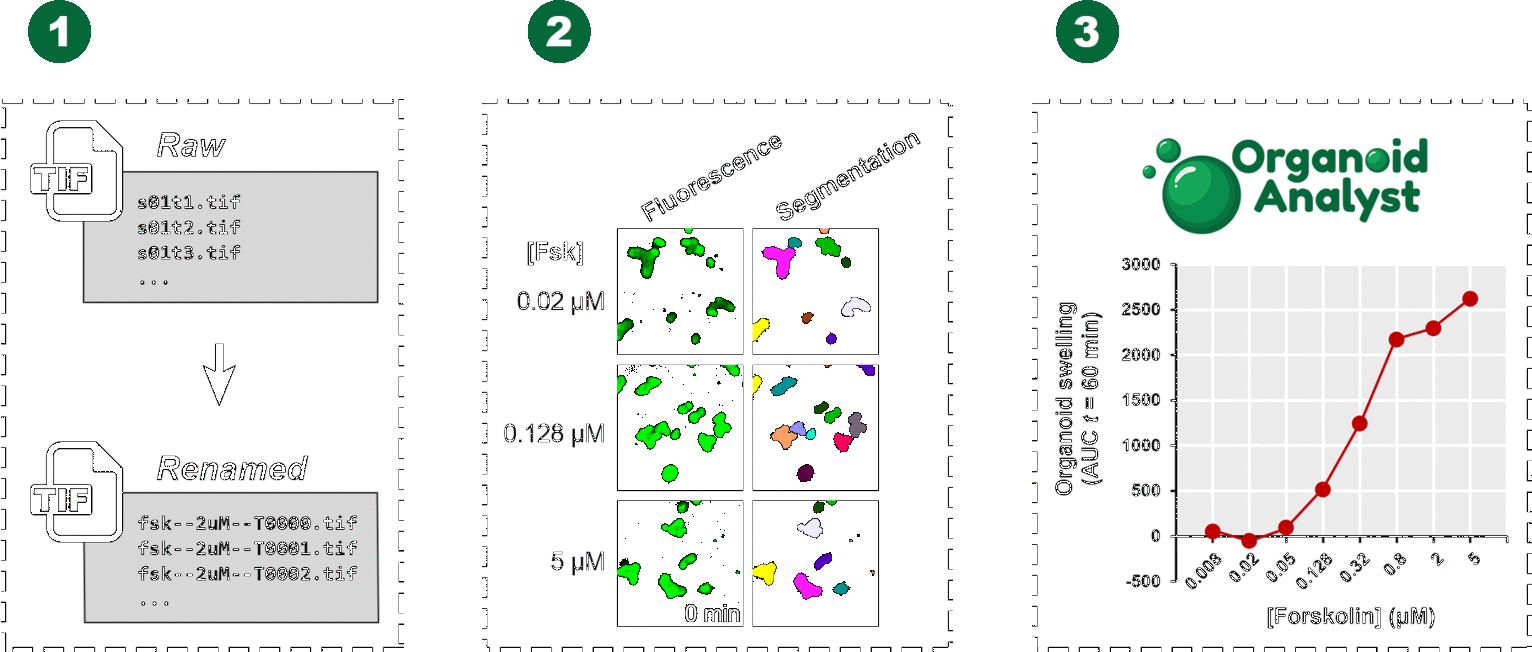 1
Raw
TIF
s01t1.tif
s01t2.tif
s01t3.tif
...
Renamed
TIF
fsk--2uM--T0000.tif
fsk--2uM--T0001.tif
fsk--2uM--T0002.tif
...
2
Fluorescence
Segmentation
[Fsk]
0.02 µM
0.128 µM
5 µM
0 min
3
Organoid
Analyst
Organoid swelling
(AUC t = 60 min)
3000
2500
2000
1500
1000
500
0
-500
0.008
0.02
0.05
0.128
0.32
0.8
2
5
[Forskolin] (µM)